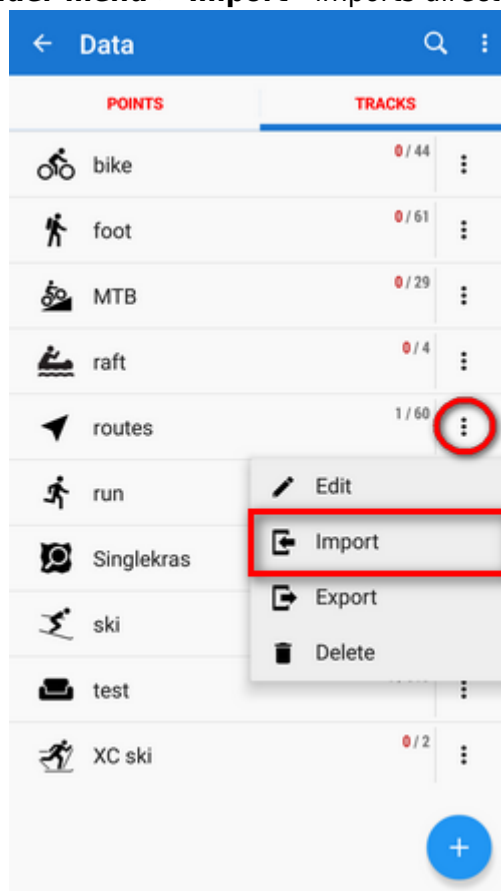 Data
POINTS
TRACKS
bike
0 / 44
foot
0 / 61
MTB
0 / 29
raft
0 / 4
routes
1 / 60
run
Edit
Import
Singlekras
Export
ski
Delete
test
XC ski
0 / 2